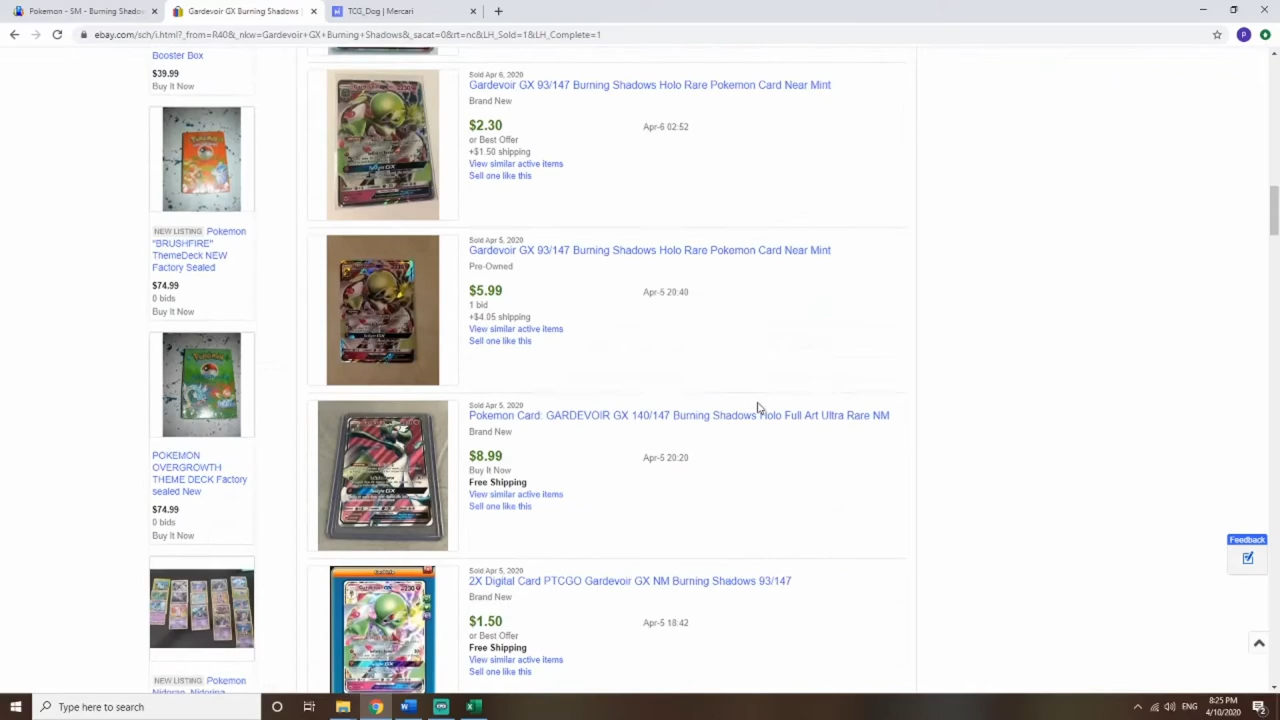 Pokemon - SM - Burning Shadows
Gardevoir GX Burning Shadows
TCG_Dog | Mercari
ebay.com/sch/i.html?_from=R40&_nkw=Gardevoir+GX+Burning+Shadows&_sacat=0&rt=nc&LH_Sold=1&LH_Complete=1
P
Booster Box
$39.99
Buy It Now
NEW LISTING Pokemon
"BRUSHFIRE"
ThemeDeck NEW
Factory Sealed
$74.99
0 bids
Buy It Now
POKEMON
OVERGROWTH
THEME DECK Factory
sealed New
$74.99
0 bids
Buy It Now
NEW LISTING Pokemon
Nidoran, Nidorina,
Sold Apr 6, 2020
Gardevoir GX 93/147 Burning Shadows Holo Rare Pokemon Card Near Mint
Brand New
$2.30
Apr-6 02:52
or Best Offer
+$1.50 shipping
View similar active items
Sell one like this
Sold Apr 5, 2020
Gardevoir GX 93/147 Burning Shadows Holo Rare Pokemon Card Near Mint
Pre-Owned
$5.99
Apr-5 20:40
1 bid
+$4.05 shipping
View similar active items
Sell one like this
Sold Apr 5, 2020
Pokemon Card: GARDEVOIR GX 140/147 Burning Shadows Holo Full Art Ultra Rare NM
Brand New
$8.99
Apr-5 20:20
Buy It Now
Free Shipping
View similar active items
Sell one like this
Sold Apr 5, 2020
2X Digital Card PTCGO Gardevoir GX NM Burning Shadows 93/147
Brand New
$1.50
Apr-5 18:42
or Best Offer
Free Shipping
View similar active items
Sell one like this
Feedback
Type here to search
ENG
8:25 PM
4/10/2020
2